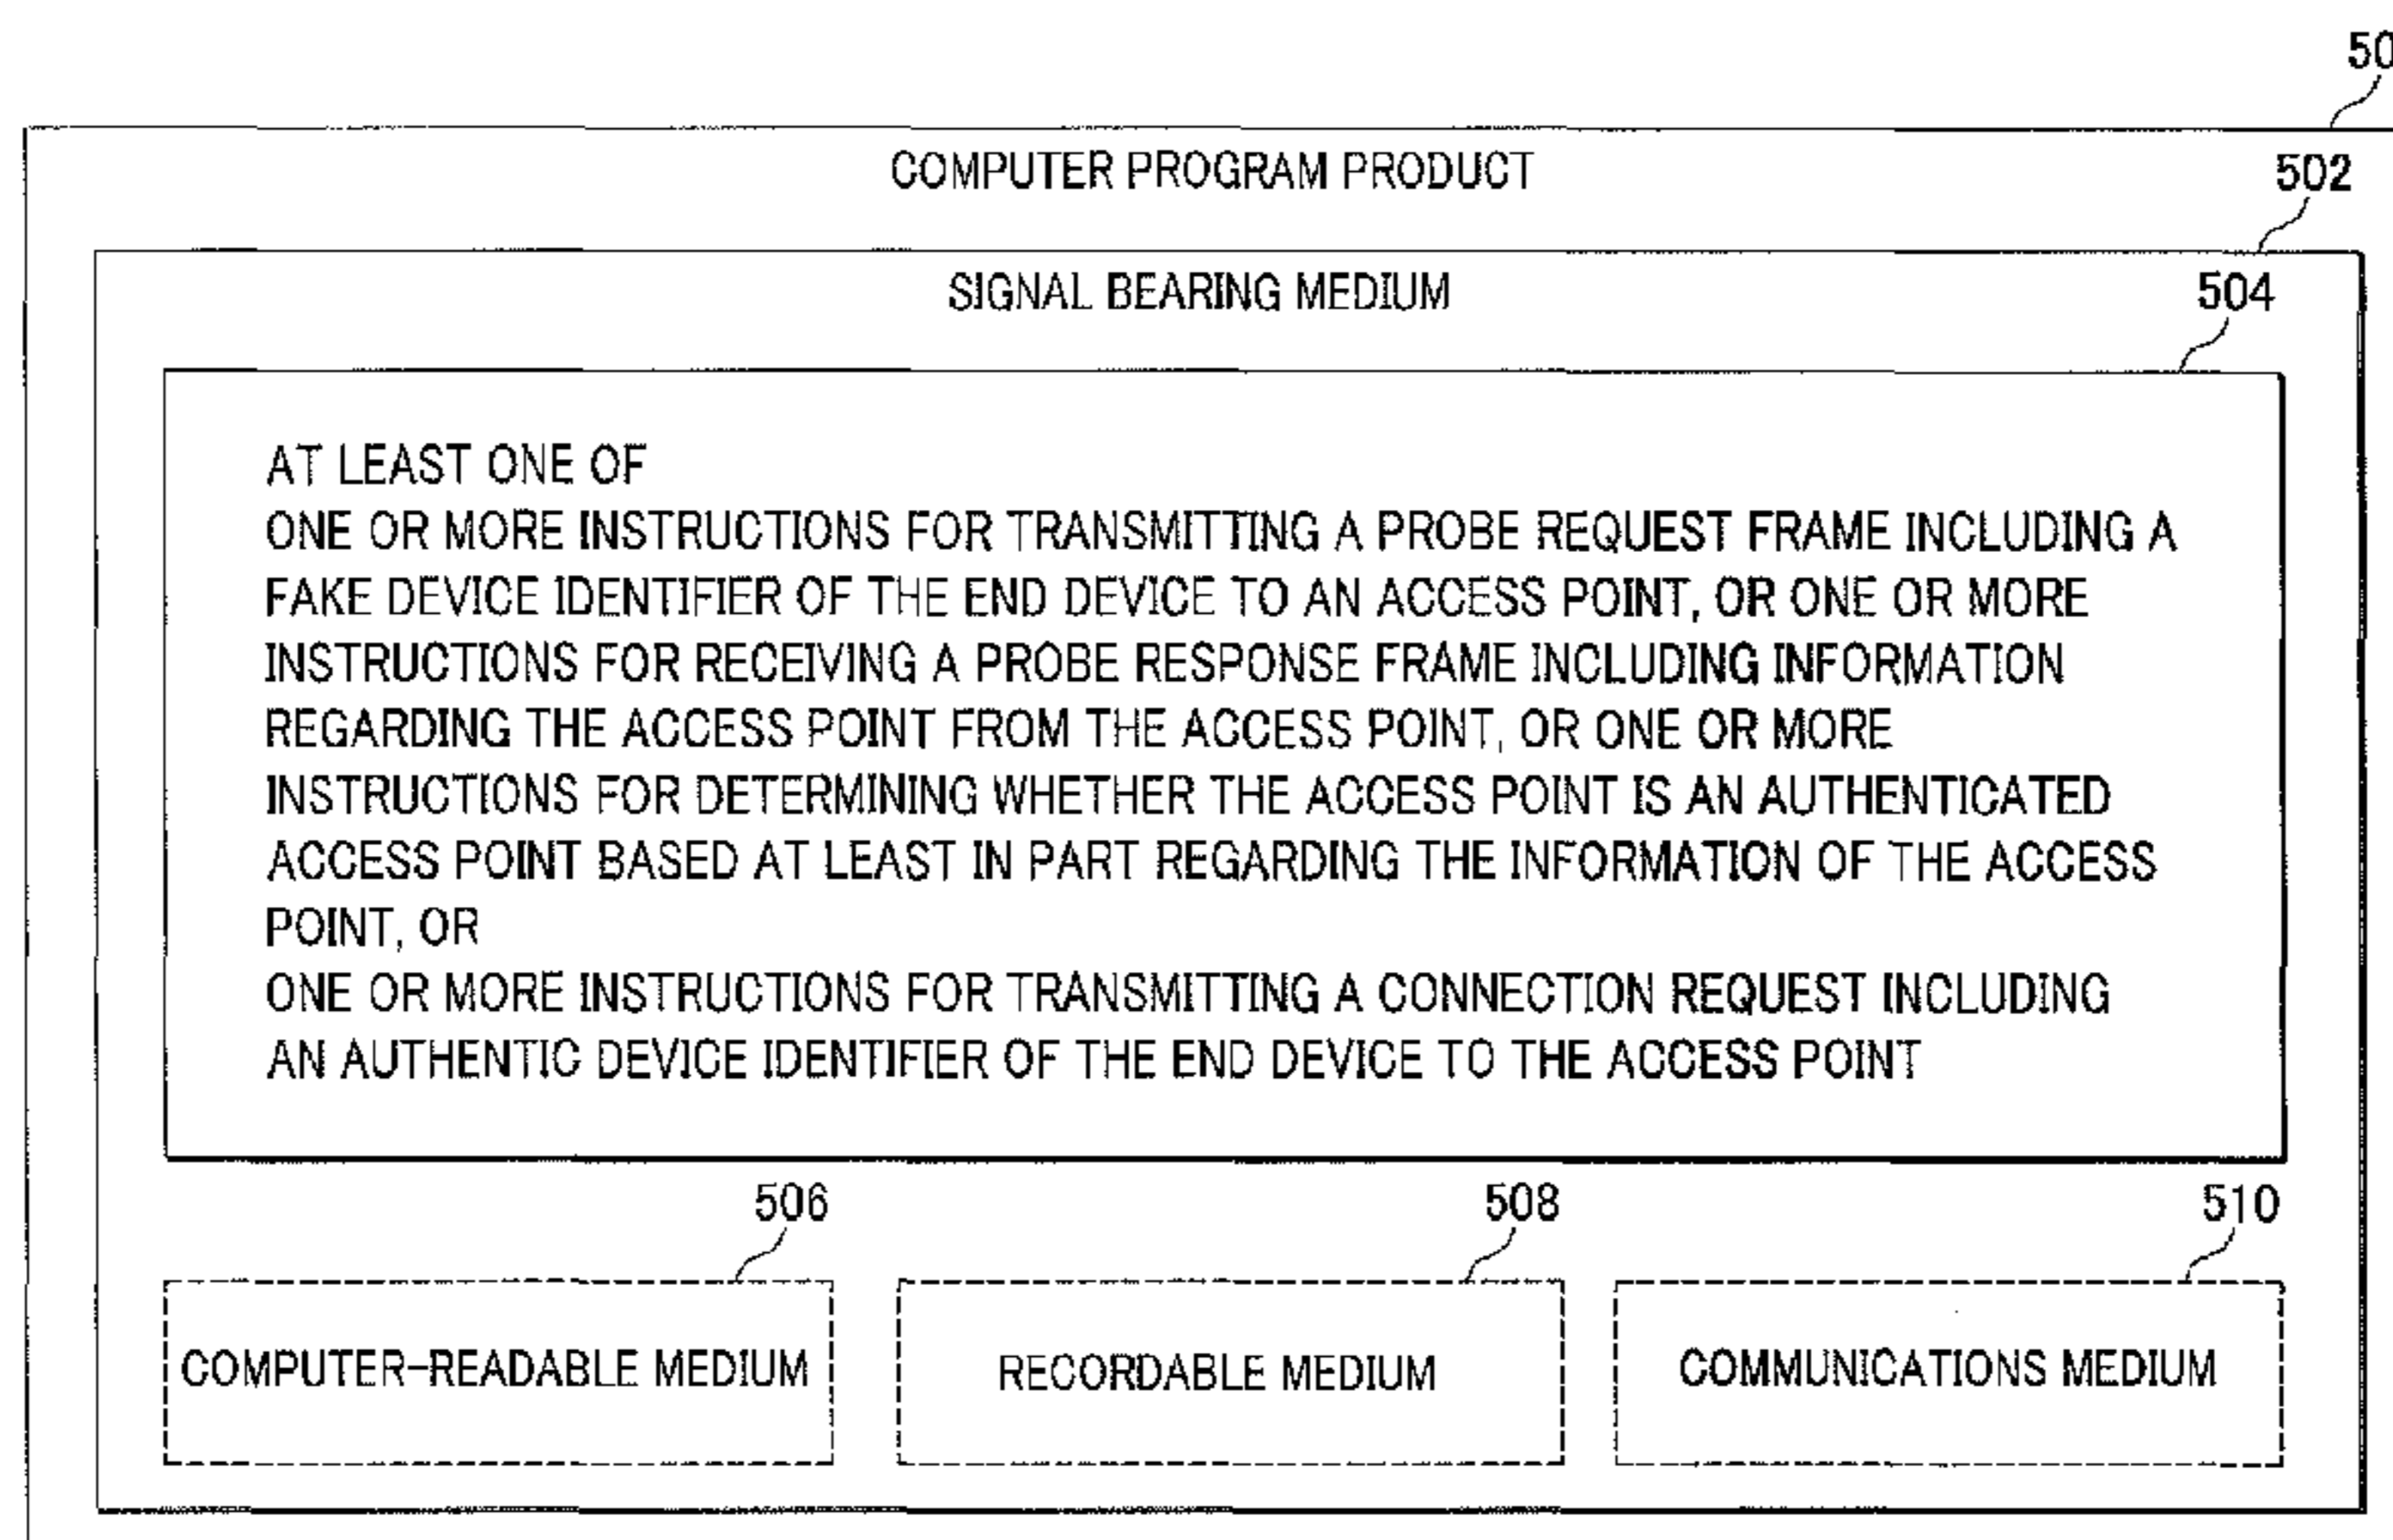 50
COMPUTER PROGRAM PRODUCT
502
SIGNAL BEARING MEDIUM
504
AT LEAST ONE OF
ONE OR MORE INSTRUCTIONS FOR TRANSMITTING A PROBE REQUEST FRAME INCLUDING A
FAKE DEVICE IDENTIFIER OF THE END DEVICE TO AN ACCESS POINT, OR ONE OR MORE
INSTRUCTIONS FOR RECEIVING A PROBE RESPONSE FRAME INCLUDING INFORMATION
REGARDING THE ACCESS POINT FROM THE ACCESS POINT, OR ONE OR MORE
INSTRUCTIONS FOR DETERMINING WHETHER THE ACCESS POINT IS AN AUTHENTICATED
ACCESS POINT BASED AT LEAST IN PART REGARDING THE INFORMATION OF THE ACCESS
POINT, OR
ONE OR MORE INSTRUCTIONS FOR TRANSMITTING A CONNECTION REQUEST INCLUDING
AN AUTHENTIC DEVICE IDENTIFIER OF THE END DEVICE TO THE ACCESS POINT
506 508 510
COMPUTER-READABLE MEDIUM RECORDABLE MEDIUM COMMUNICATIONS MEDIUM